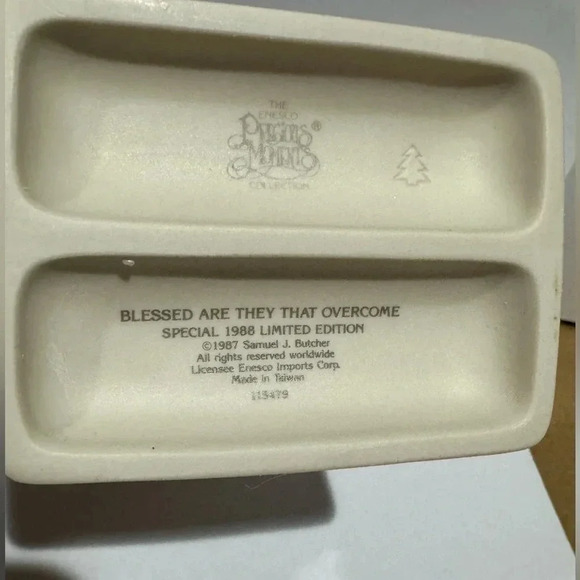 THE
ENESCO
Precious
Moments®
COLLECTION
BLESSED ARE THEY THAT OVERCOME
SPECIAL 1988 LIMITED EDITION
©1987 Samuel J. Butcher
All rights reserved worldwide
Licensee Enesco Imports Corp.
Made in Taiwan
115479